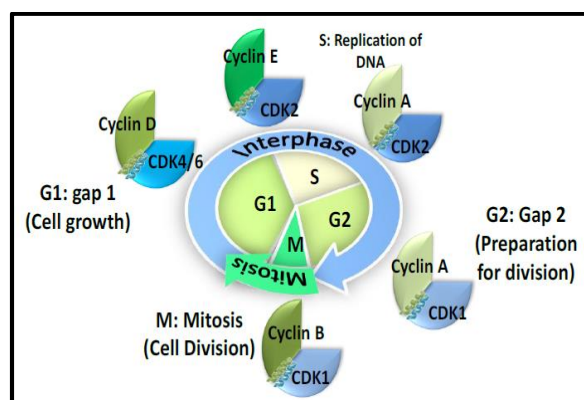 Cyclin E
CDK2
S: Replication of
DNA
Cyclin A
CDK2
Cyclin D
CDK4/6
Interphase
G1: gap 1
(Cell growth)
G1
S
G2
M
Mitosis
G2: Gap 2
(Preparation
for division)
Cyclin A
CDK1
M: Mitosis
(Cell Division)
Cyclin B
CDK1